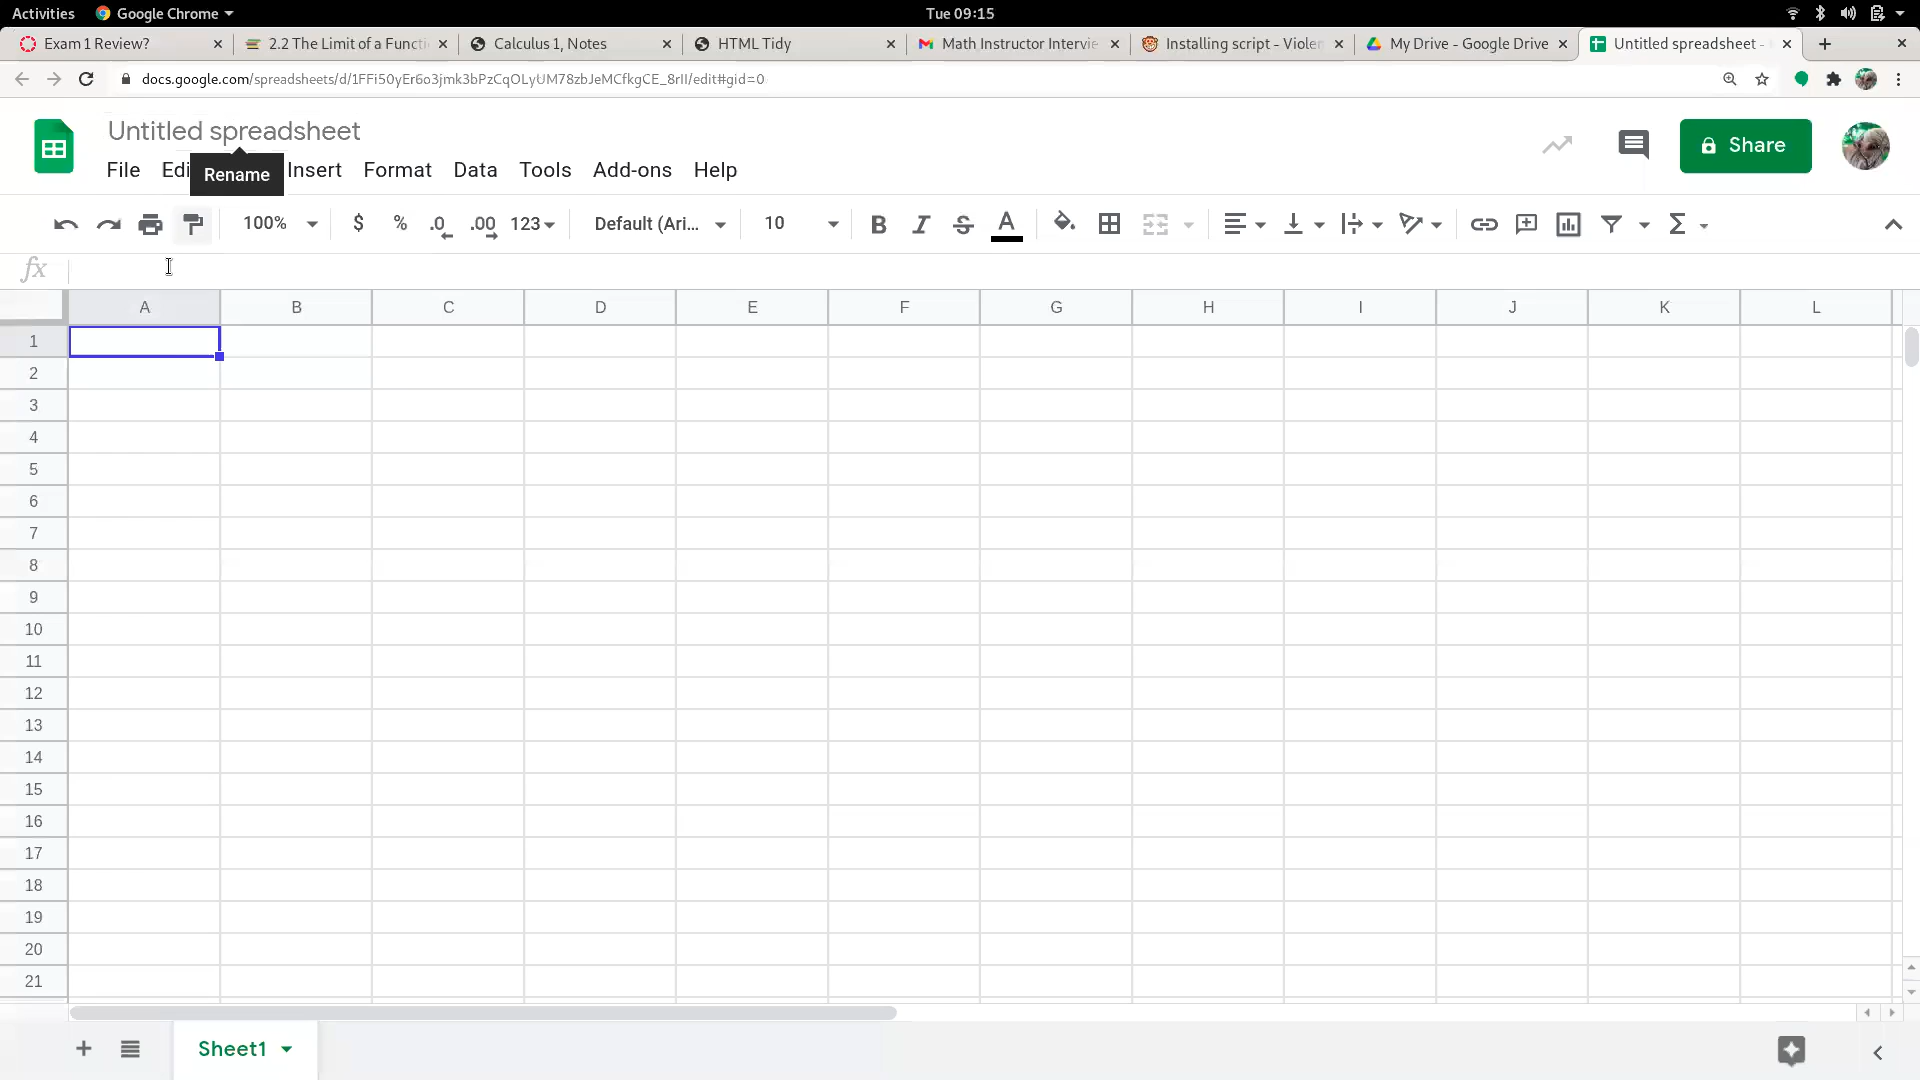 Activities Google Chrome Tue 09:15
Exam 1 Review? 2.2 The Limit of a Functi Calculus 1, Notes HTML Tidy Math Instructor Intervie Installing script - Violen My Drive - Google Drive Untitled spreadsheet -
docs.google.com/spreadsheets/d/1FFi50yEr6o3jmk3bPzCqOLyUM78zbJeMCfkgCE_8rII/edit#gid=0
Untitled spreadsheet
Share
File Edi Insert Format Data Tools Add-ons Help
Rename
100% $ % .0 .00 123 Default (Ari... 10 B I S A Σ
fx
A B C D E F G H I J K L
1
2
3
4
5
6
7
8
9
10
11
12
13
14
15
16
17
18
19
20
21
Sheet1